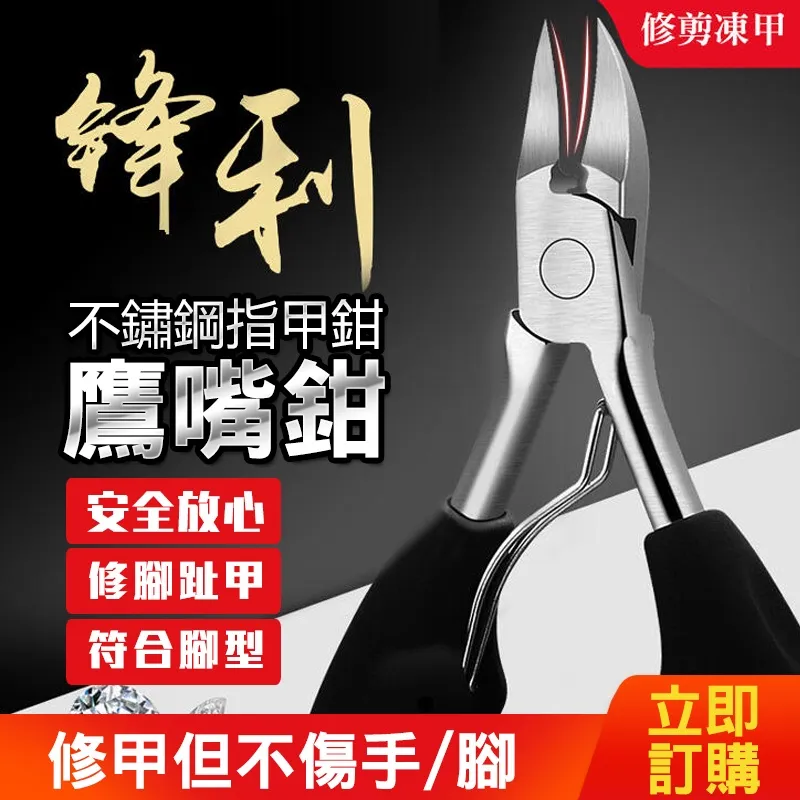 修剪凍甲
鋒利
不鏽鋼指甲鉗
鷹嘴鉗
安全放心
修腳趾甲
符合腳型
修甲但不傷手/腳
立即
訂購